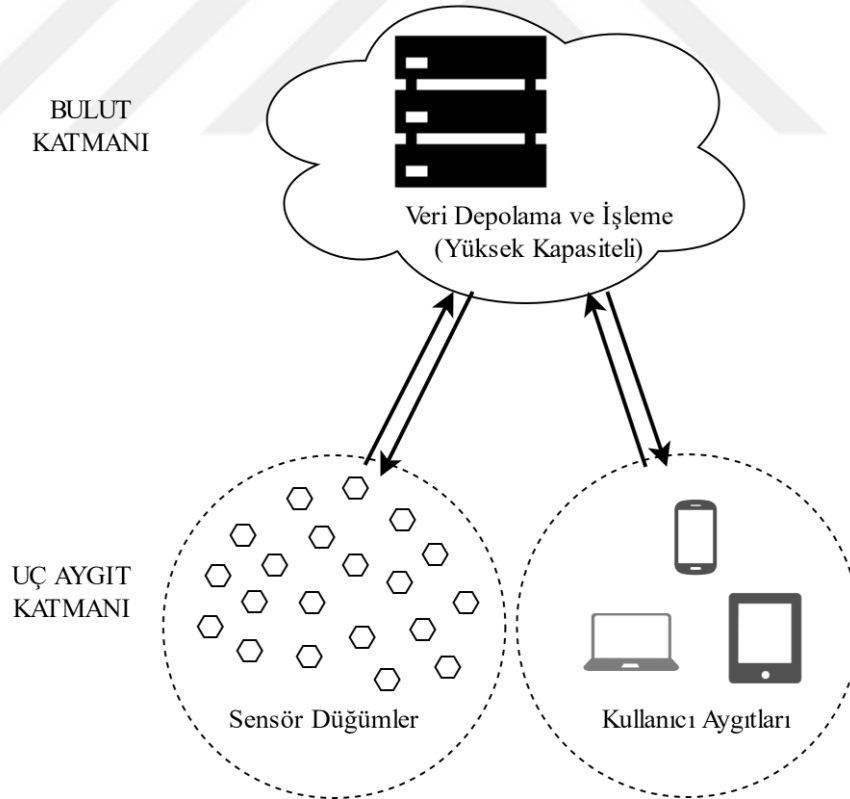 BULUT
KATMANI
Veri Depolama ve İşleme
(Yüksek Kapasiteli)
UÇ AYGIT
KATMANI
Sensör Düğümler
Kullanıcı Aygıtları